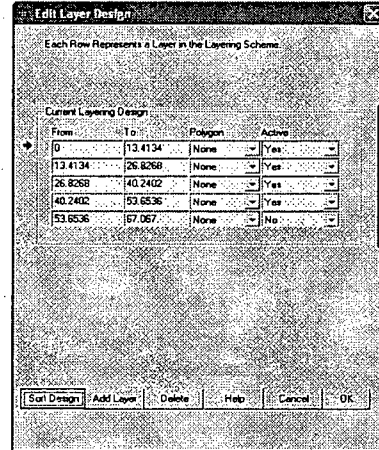 Edit Layer Design
Each Row Represents a Layer in the Layering Scheme.
Current Layering Design
From To Polygon Active
0 13.4134 None Yes
13.4134 26.8268 None Yes
26.8268 40.2402 None Yes
40.2402 53.6536 None Yes
53.6536 67.067 None No
Sort Design Add Layer Delete Help Cancel OK